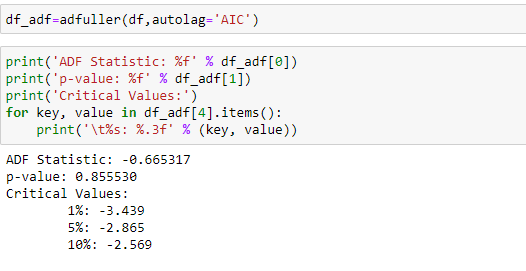 df_adf=adfuller(df,autolag='AIC')
print('ADF Statistic: %f' % df_adf[0])
print('p-value: %f' % df_adf[1])
print('Critical Values:')
for key, value in df_adf[4].items():
    print('\t%s: %.3f' % (key, value))
ADF Statistic: -0.665317
p-value: 0.855530
Critical Values:
        1%: -3.439
        5%: -2.865
        10%: -2.569